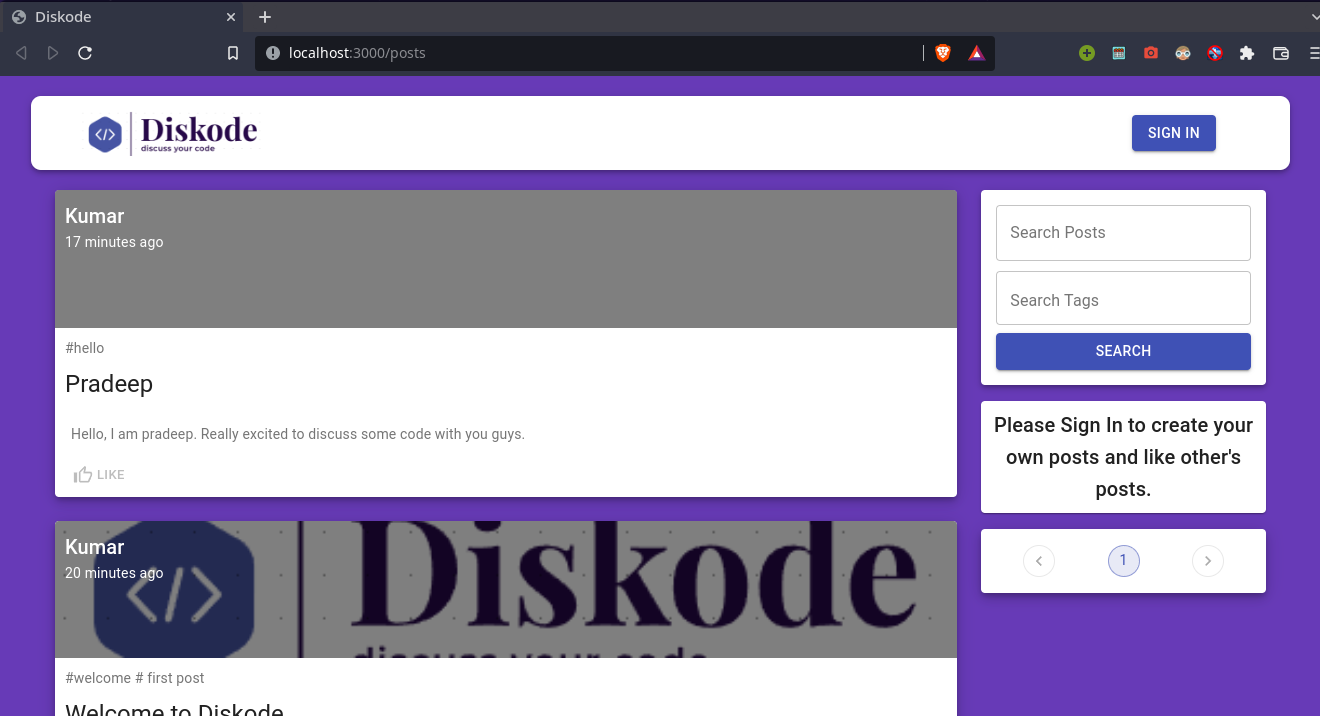 Diskode
localhost:3000/posts
</>
Diskode
discuss your code
SIGN IN
Kumar
17 minutes ago
#hello
Pradeep
Hello, I am pradeep. Really excited to discuss some code with you guys.
LIKE
Kumar
20 minutes ago
</>
Diskode
discuss your code
#welcome # first post
Welcome to Diskode
Search Posts
Search Tags
SEARCH
Please Sign In to create your
own posts and like other's
posts.
1